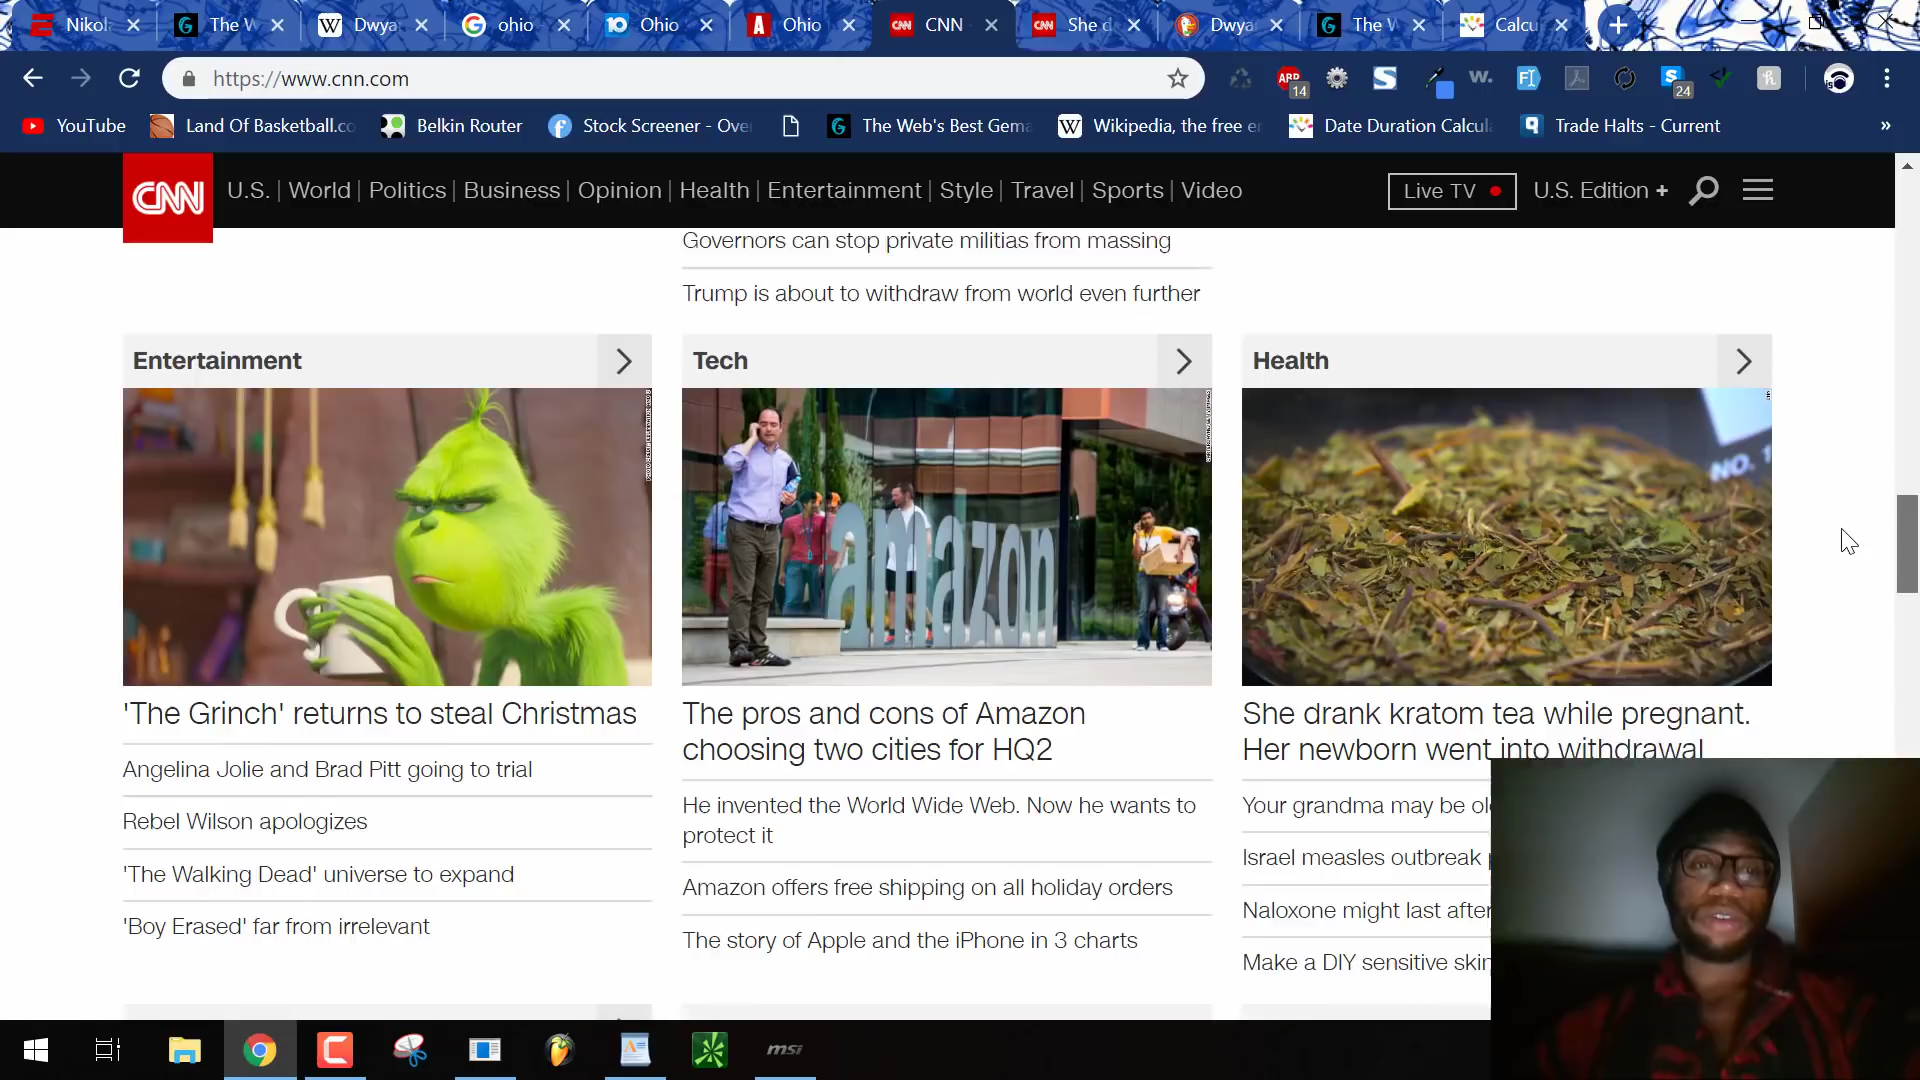 Nikol
The W
Dwya
ohio
Ohio
Ohio
CNN
She d
Dwya
The W
Calcu
https://www.cnn.com
ABP
14
S
w.
FI
S
24
h
YouTube
Land Of Basketball.co
Belkin Router
Stock Screener - Ove
The Web's Best Gema
Wikipedia, the free e
Date Duration Calcul
Trade Halts - Current
»
CNN
U.S. | World | Politics | Business | Opinion | Health | Entertainment | Style | Travel | Sports | Video
Live TV
U.S. Edition +
Governors can stop private militias from massing
Trump is about to withdraw from world even further
Entertainment
'The Grinch' returns to steal Christmas
Angelina Jolie and Brad Pitt going to trial
Rebel Wilson apologizes
'The Walking Dead' universe to expand
'Boy Erased' far from irrelevant
Tech
amazon
The pros and cons of Amazon
choosing two cities for HQ2
He invented the World Wide Web. Now he wants to
protect it
Amazon offers free shipping on all holiday orders
The story of Apple and the iPhone in 3 charts
Health
NO. 1
She drank kratom tea while pregnant.
Her newborn went into withdrawal
Your grandma may be ol
Israel measles outbreak
Naloxone might last after
Make a DIY sensitive skin
msi